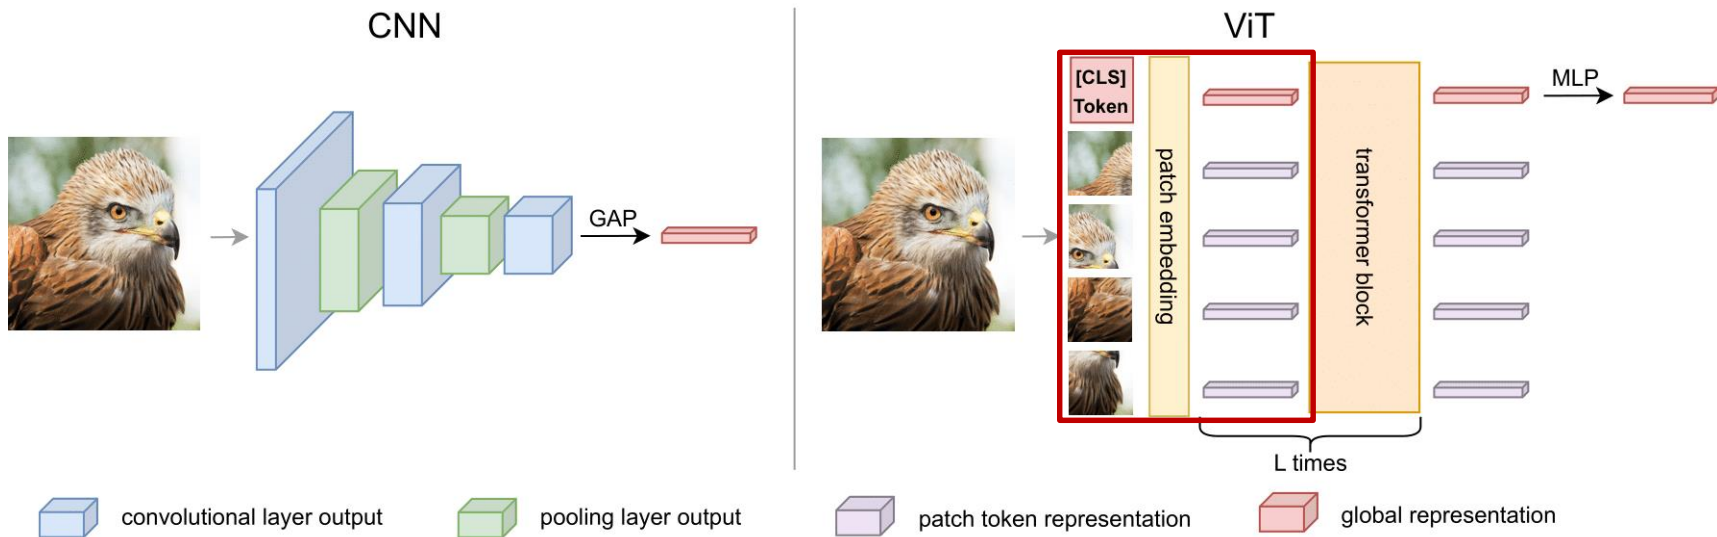 CNN
ViT
[CLS]
Token
MLP
patch embedding
transformer block
GAP
L times
convolutional layer output
pooling layer output
patch token representation
global representation